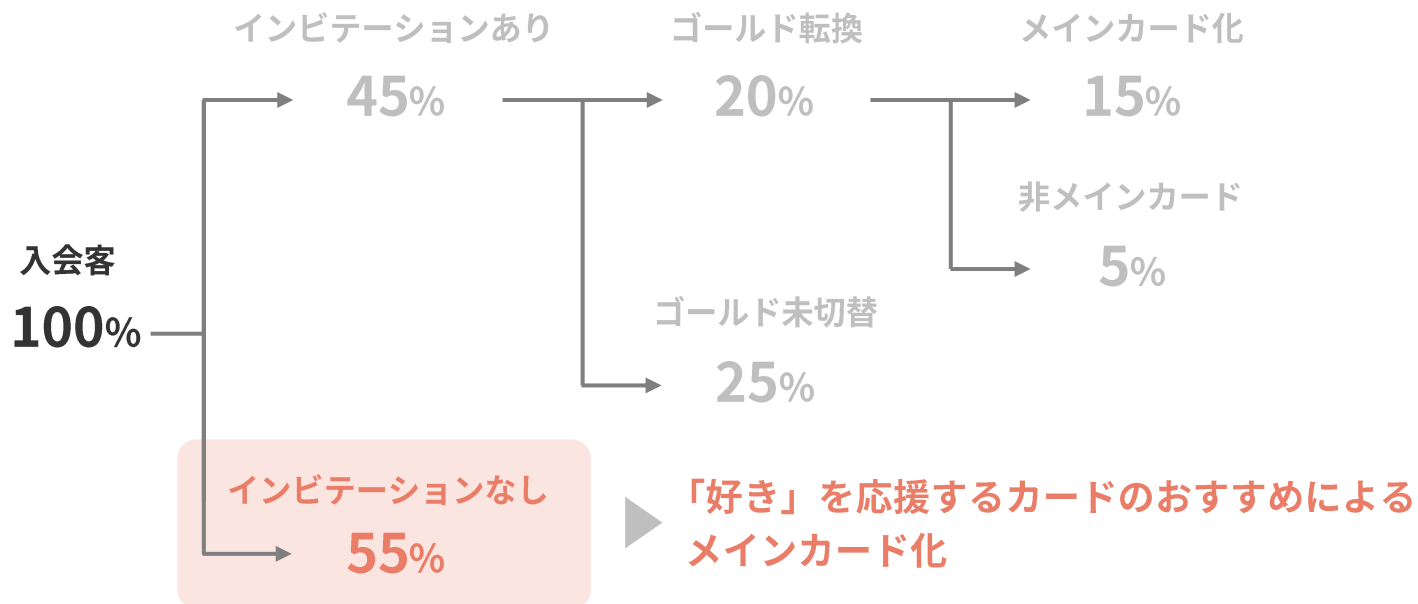 インビテーションあり
45%
ゴールド転換
20%
メインカード化
15%
非メインカード
5%
入会客
100%
ゴールド未切替
25%
インビテーションなし
55%
「好き」を応援するカードのおすすめによる
メインカード化